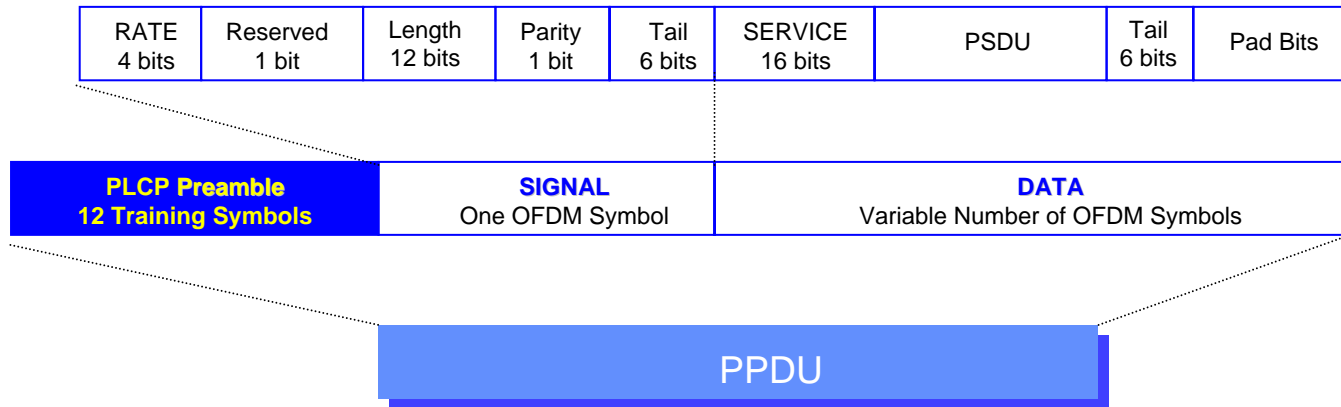 RATE
4 bits
Reserved
1 bit
Length
12 bits
Parity
1 bit
Tail
6 bits
SERVICE
16 bits
PSDU
Tail
6 bits
Pad Bits
PLCP Preamble
12 Training Symbols
SIGNAL
One OFDM Symbol
DATA
Variable Number of OFDM Symbols
PPDU